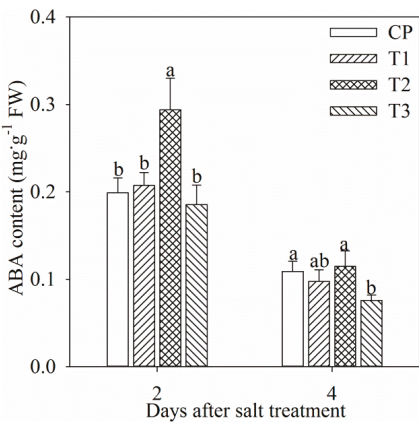 CP
T1
T2
T3
ABA content (mg·g⁻¹ FW)
0.4
0.3
0.2
0.1
0.0
b b a b
a ab a b
2 4
Days after salt treatment